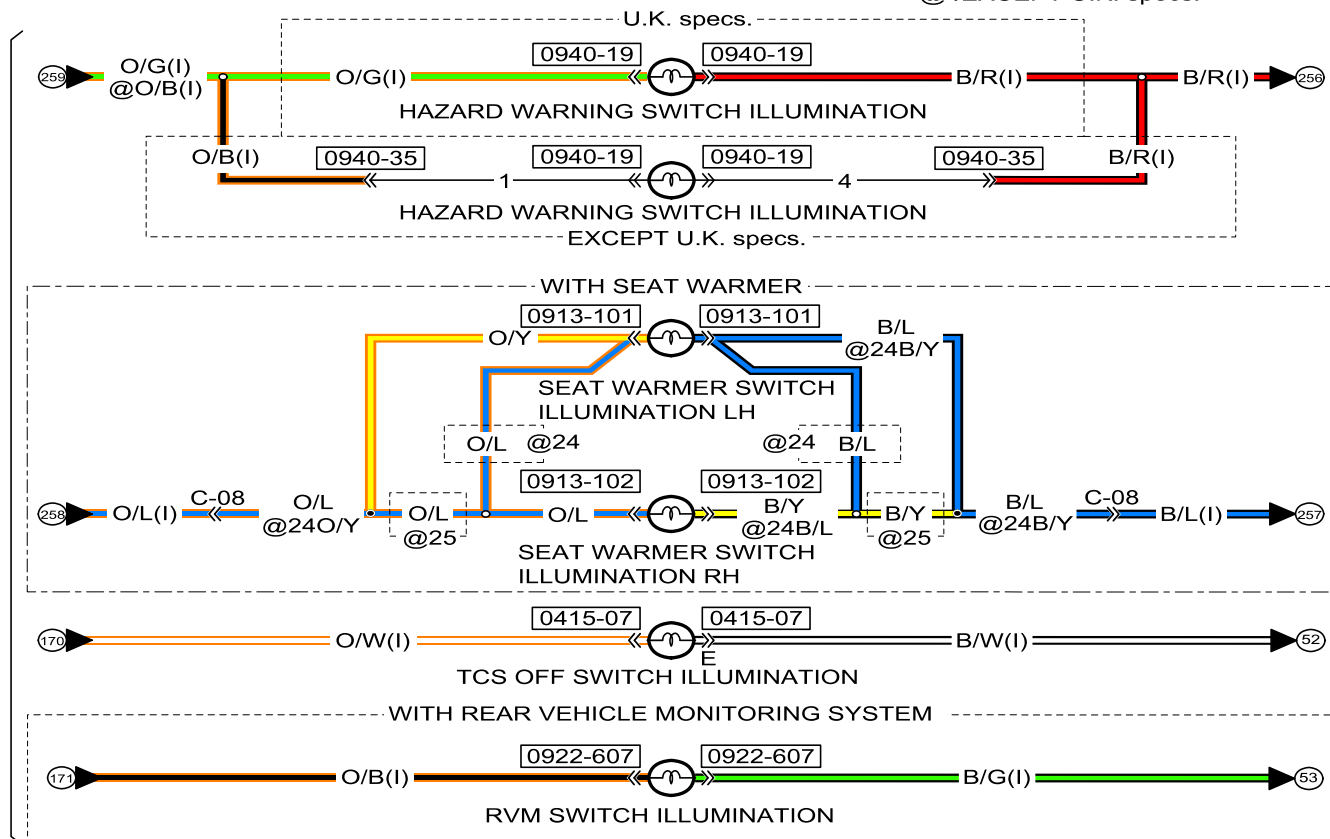 U.K. specs.
0940-19 0940-19
259 O/G(I) O/G(I) B/R(I) B/R(I) 256
@O/B(I)
HAZARD WARNING SWITCH ILLUMINATION
O/B(I) 0940-35 0940-19 0940-19 0940-35 B/R(I)
1 4
HAZARD WARNING SWITCH ILLUMINATION
EXCEPT U.K. specs.
WITH SEAT WARMER
0913-101 0913-101
O/Y B/L
@24B/Y
SEAT WARMER SWITCH
ILLUMINATION LH
O/L @24 @24 B/L
0913-102 0913-102
258 O/L(I) C-08 O/L O/L O/L B/Y B/Y B/L C-08 B/L(I) 257
@24O/Y @25 @24B/L @25 @24B/Y
SEAT WARMER SWITCH
ILLUMINATION RH
0415-07 0415-07
170 O/W(I) B/W(I) 52
E
TCS OFF SWITCH ILLUMINATION
WITH REAR VEHICLE MONITORING SYSTEM
0922-607 0922-607
171 O/B(I) B/G(I) 53
RVM SWITCH ILLUMINATION